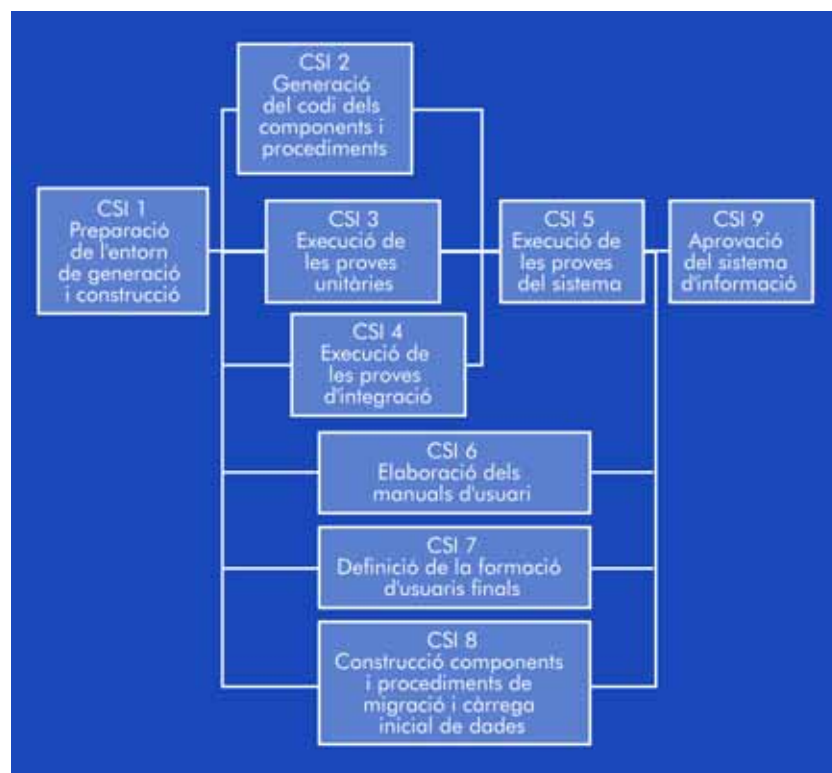 CSI 1
Preparació
de l'entorn
de generació
i construcció
CSI 2
Generació
del codi dels
components i
procediments
CSI 3
Execució de
les proves
unitàries
CSI 4
Execució de
les proves
d'integració
CSI 5
Execució de
les proves
del sistema
CSI 9
Aprovació
del sistema
d'informació
CSI 6
Elaboració dels
manuals d'usuari
CSI 7
Definició de la formació
d'usuaris finals
CSI 8
Construcció components
i procediments de
migració i càrrega
inicial de dades